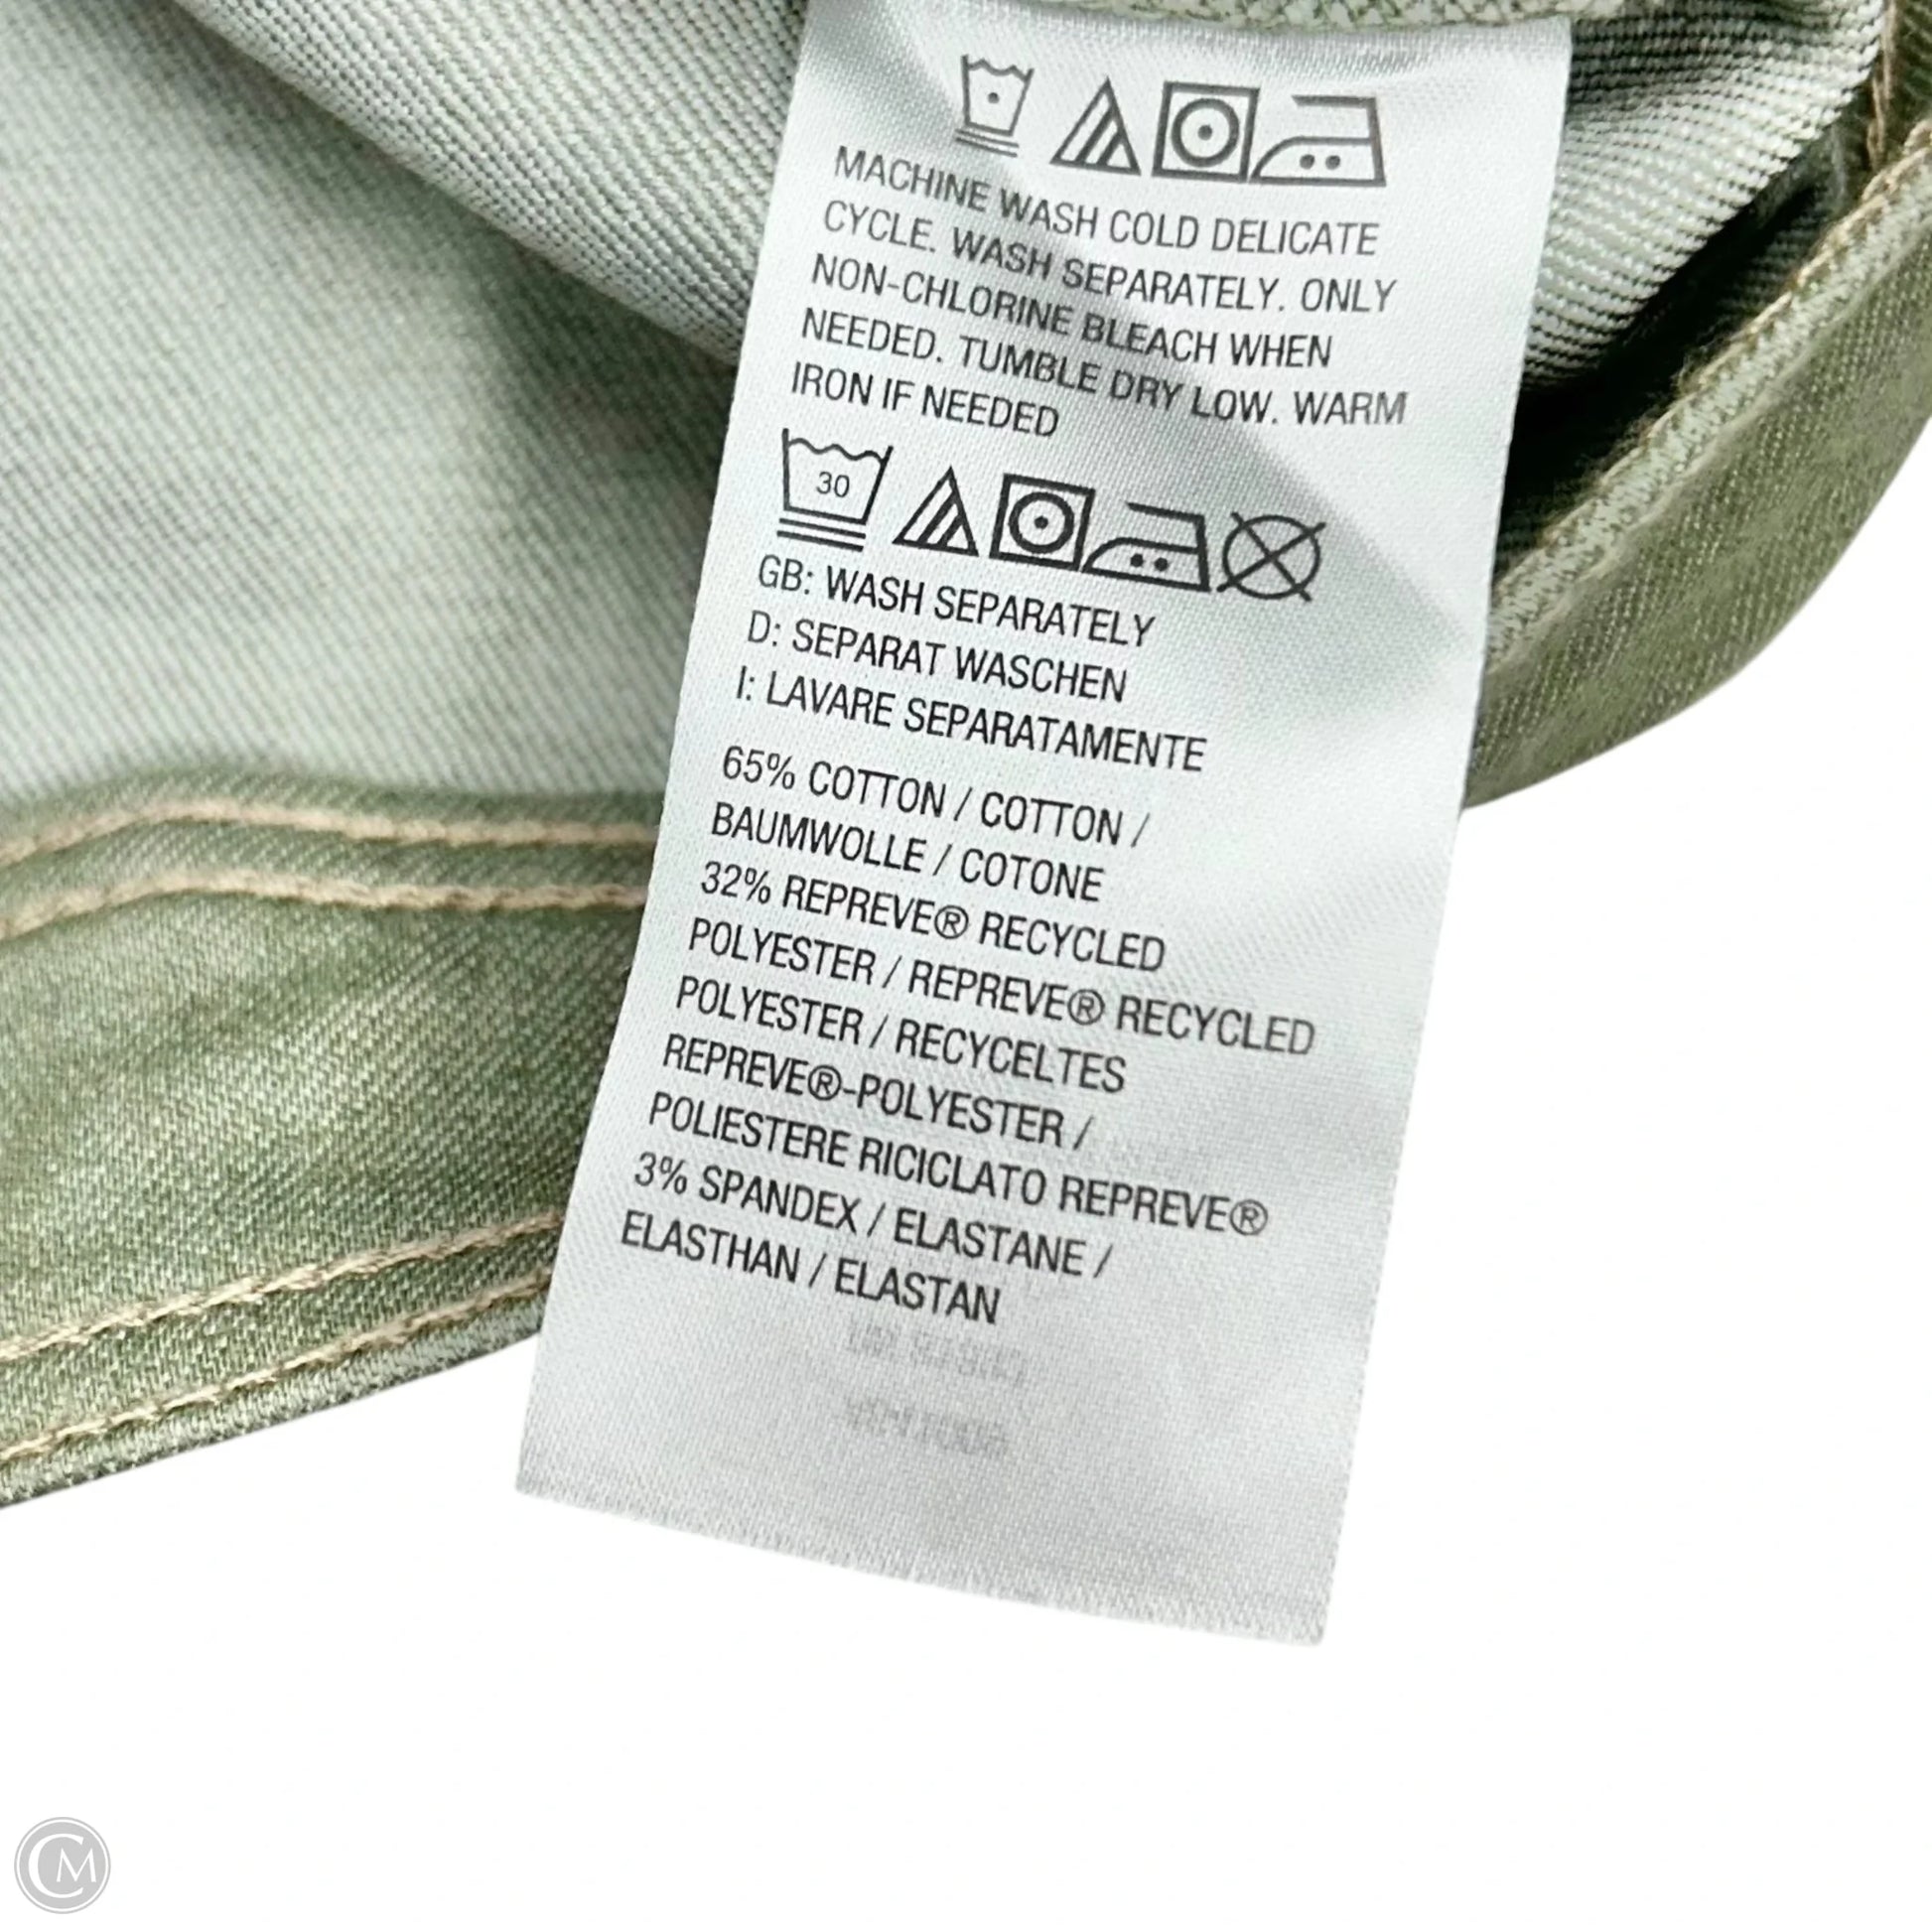 MACHINE WASH COLD DELICATE
CYCLE. WASH SEPARATELY. ONLY
NON-CHLORINE BLEACH WHEN
NEEDED. TUMBLE DRY LOW. WARM
IRON IF NEEDED
30
GB: WASH SEPARATELY
D: SEPARAT WASCHEN
I: LAVARE SEPARATAMENTE
65% COTTON / COTTON /
BAUMWOLLE / COTONE
32% REPREVE® RECYCLED
POLYESTER / REPREVE® RECYCLED
POLYESTER / RECYCELTES
REPREVE®-POLYESTER /
POLIESTERE RICICLATO REPREVE®
3% SPANDEX / ELASTANE /
ELASTHAN / ELASTAN
CM